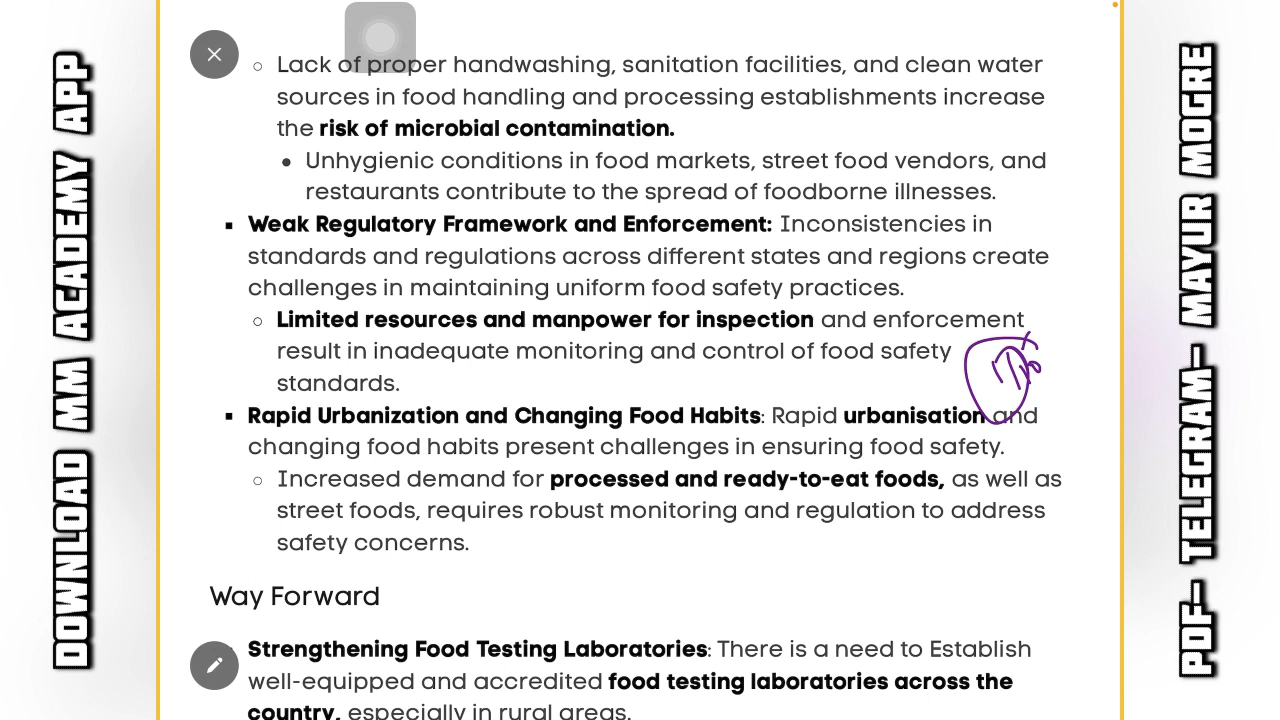 DOWNLOAD MM ACADEMY APP
Lack of proper handwashing, sanitation facilities, and clean water
sources in food handling and processing establishments increase
the risk of microbial contamination.
Unhygienic conditions in food markets, street food vendors, and
restaurants contribute to the spread of foodborne illnesses.
Weak Regulatory Framework and Enforcement: Inconsistencies in
standards and regulations across different states and regions create
challenges in maintaining uniform food safety practices.
Limited resources and manpower for inspection and enforcement
result in inadequate monitoring and control of food safety
standards.
Rapid Urbanization and Changing Food Habits: Rapid urbanisation and
changing food habits present challenges in ensuring food safety.
Increased demand for processed and ready-to-eat foods, as well as
street foods, requires robust monitoring and regulation to address
safety concerns.
Way Forward
Strengthening Food Testing Laboratories: There is a need to Establish
well-equipped and accredited food testing laboratories across the
country, especially in rural areas.
PDF- TELEGRAM- MAYUR MOGRE